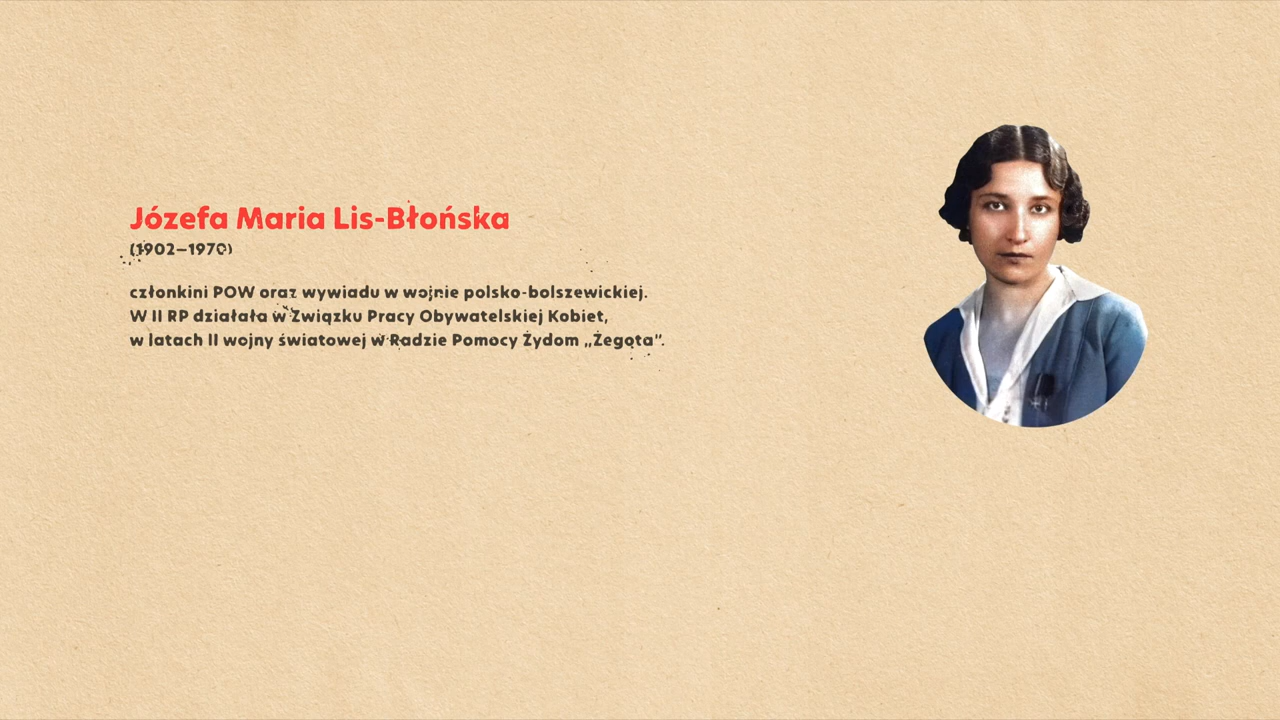 Józefa Maria Lis-Błońska
(1902–1970)
członkini POW oraz wywiadu w wojnie polsko-bolszewickiej.
W II RP działała w Związku Pracy Obywatelskiej Kobiet,
w latach II wojny światowej w Radzie Pomocy Żydom „Żegota”.